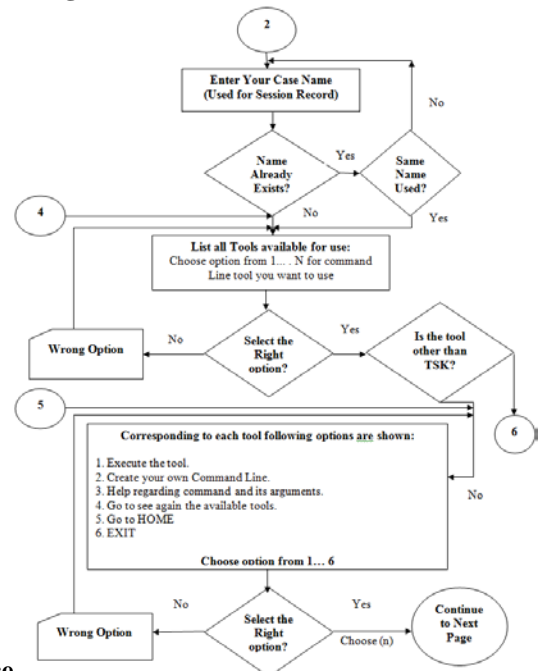 2
Enter Your Case Name
(Used for Session Record)
No
Name
Already
Exists?
Yes
Same
Name
Used?
4
No
Yes
List all Tools available for use:
Choose option from 1... . N for command
Line tool you want to use
Wrong Option
No
Select the
Right
option?
Yes
Is the tool
other than
TSK?
5
6
Corresponding to each tool following options are shown:
1. Execute the tool.
2. Create your own Command Line.
3. Help regarding command and its arguments.
4. Go to see again the available tools.
5. Go to HOME
6. EXIT
No
Choose option from 1... 6
Wrong Option
No
Select the
Right
option?
Yes
Choose (n)
Continue
to Next
Page